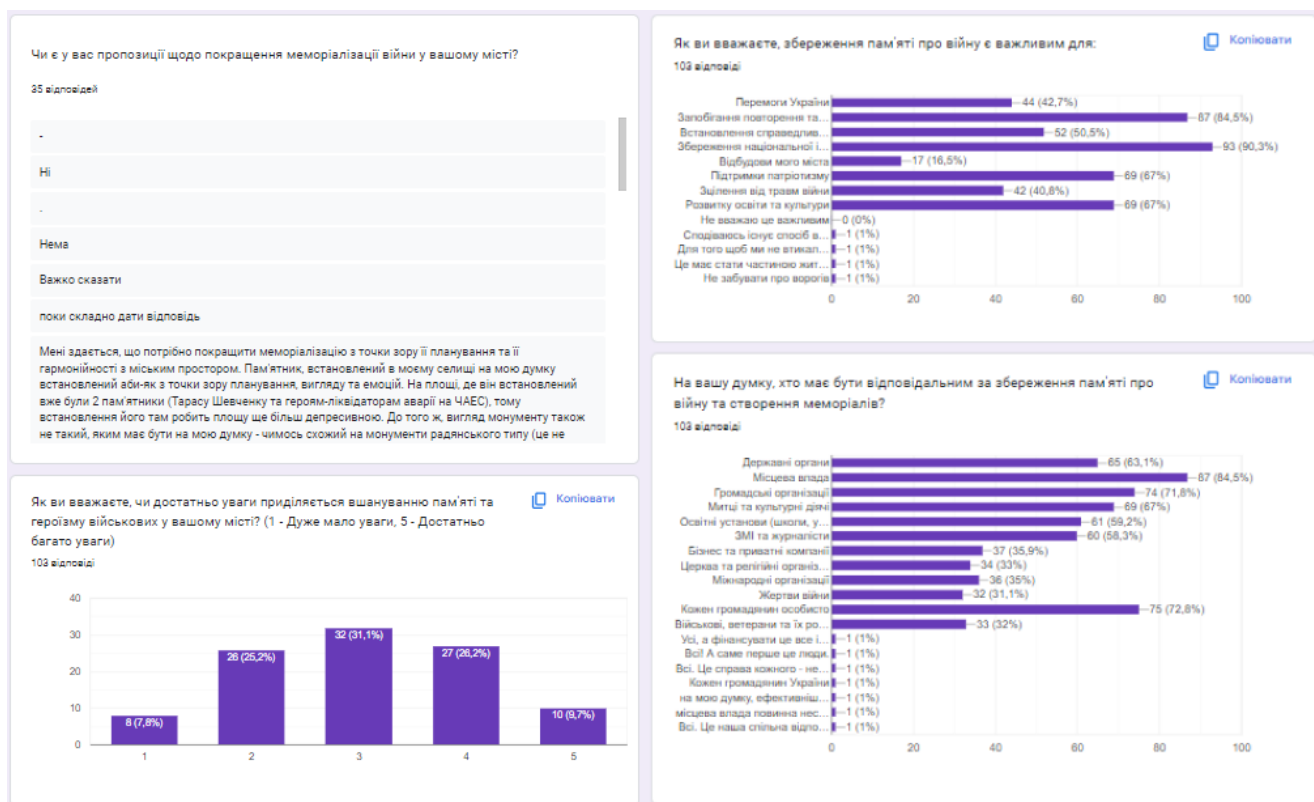 Чи є у вас пропозиції щодо покращення меморіалізації війни у вашому місті?
35 відповідей
-
Ні
.
Нема
Важко сказати
поки складно дати відповідь
Мені здається, що потрібно покращити меморіалізацію з точки зору її планування та її
гармонійності з міським простором. Пам'ятник, встановлений в моєму селищі на мою думку
встановлений аби-як з точки зору планування, вигляду та емоцій. На площі, де він встановлений
вже були 2 пам'ятники (Тарасу Шевченку та героям-ліквідаторам аварії на ЧАЕС), тому
встановлення його там робить площу ще більш депресивною. До того ж, вигляд монументу також
не такий, яким має бути на мою думку - чимось схожий на монументи радянського типу (це не
Як ви вважаєте, чи достатньо уваги приділяється вшануванню пам'яті та
героїзму військових у вашому місті? (1 - Дуже мало уваги, 5 - Достатньо
багато уваги)
Копіювати
103 відповіді
40
30
20
10
0
8 (7,8%)
26 (25,2%)
32 (31,1%)
27 (26,2%)
10 (9,7%)
1
2
3
4
5
Як ви вважаєте, збереження пам'яті про війну є важливим для:
Копіювати
103 відповіді
Перемоги України 44 (42,7%)
Запобігання повторення та... 87 (84,5%)
Встановлення справедлив... 52 (50,5%)
Збереження національної і... 93 (90,3%)
Відбудови мого міста 17 (16,5%)
Підтримки патріотизму 69 (67%)
Зцілення від травм війни 42 (40,8%)
Розвитку освіти та культури 69 (67%)
Не вважаю це важливим 0 (0%)
Сподіваюсь існує спосіб в... 1 (1%)
Для того щоб ми не втикал... 1 (1%)
Це має стати частиною жит... 1 (1%)
Не забувати про ворогів 1 (1%)
0
20
40
60
80
100
На вашу думку, хто має бути відповідальним за збереження пам'яті про
війну та створення меморіалів?
Копіювати
103 відповіді
Державні органи 65 (63,1%)
Місцева влада 87 (84,5%)
Громадські організації 74 (71,8%)
Митці та культурні діячі 69 (67%)
Освітні установи (школи, у... 61 (59,2%)
ЗМІ та журналісти 60 (58,3%)
Бізнес та приватні компанії 37 (35,9%)
Церква та релігійні організ... 34 (33%)
Міжнародні організації 36 (35%)
Жертви війни 32 (31,1%)
Кожен громадянин особисто 75 (72,8%)
Військові, ветерани та їх ро... 33 (32%)
Усі, а фінансувати це все і... 1 (1%)
Всі! А саме перше це люди. 1 (1%)
Всі. Це справа кожного - не... 1 (1%)
Кожен громадянин України 1 (1%)
на мою думку, ефективніш... 1 (1%)
місцева влада повинна нес... 1 (1%)
Всі. Це наша спільна відпо... 1 (1%)
0
20
40
60
80
100